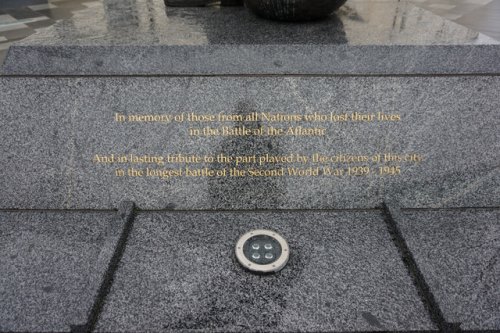 In memory of those from all Nations who lost their lives
in the Battle of the Atlantic
And in lasting tribute to the part played by the citizens of this city
in the longest battle of the Second World War 1939 - 1945